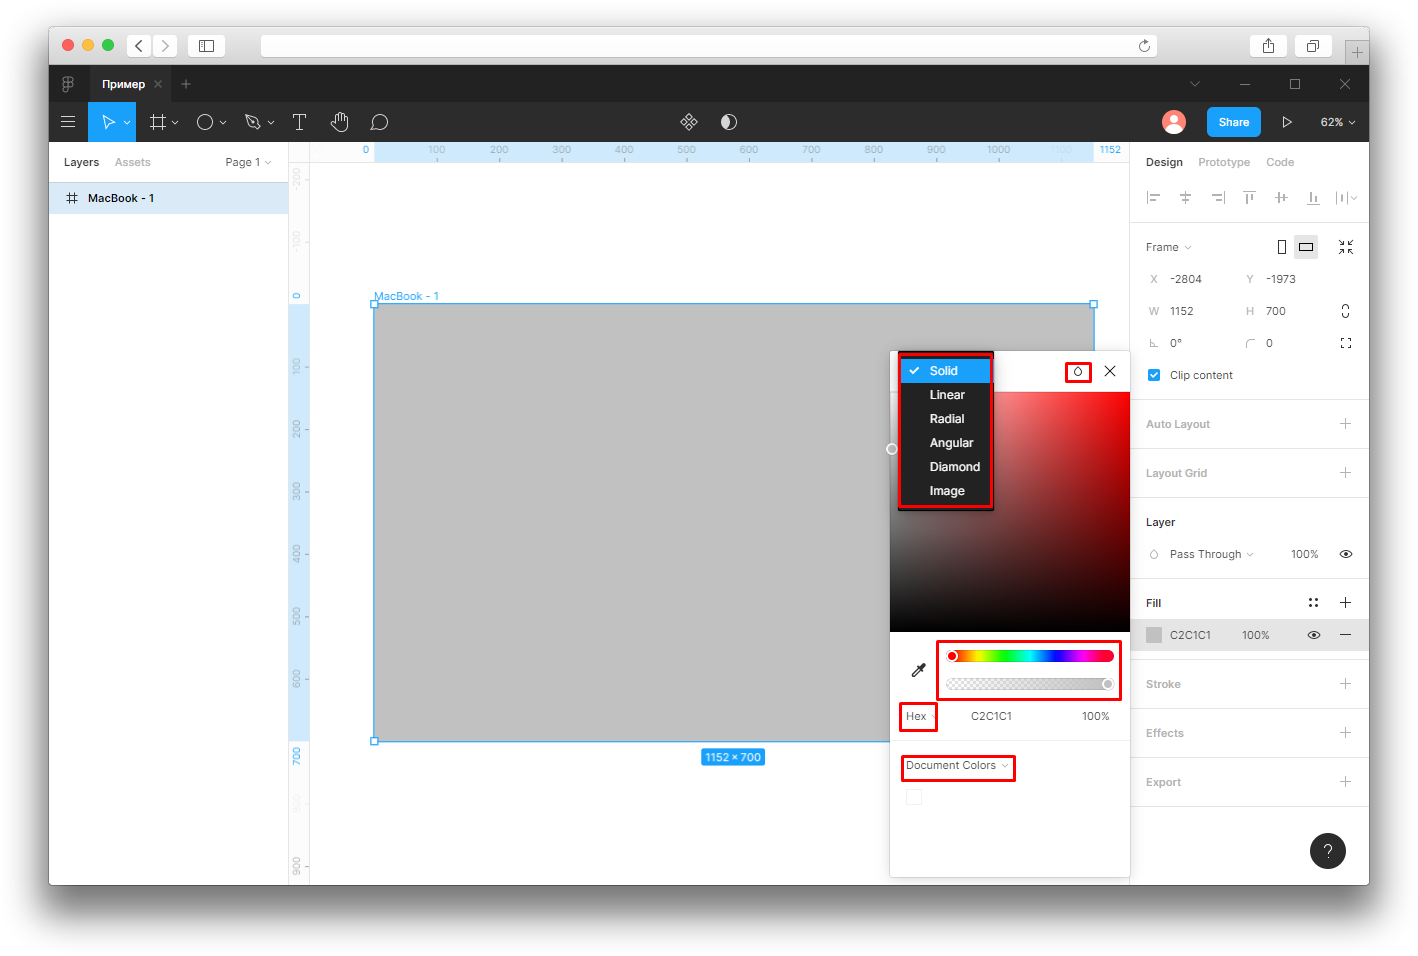 Пример
Share
62%
Layers
Assets
Page 1
MacBook - 1
0
100
200
300
400
500
600
700
800
900
1000
1100
1152
-200
-100
0
100
200
300
400
500
600
700
800
900
MacBook - 1
1152 × 700
Solid
Linear
Radial
Angular
Diamond
Image
Hex
C2C1C1
100%
Document Colors
Design
Prototype
Code
Frame
X
-2804
Y
-1973
W
1152
H
700
0°
0
Clip content
Auto Layout
Layout Grid
Layer
Pass Through
100%
Fill
C2C1C1
100%
Stroke
Effects
Export
?